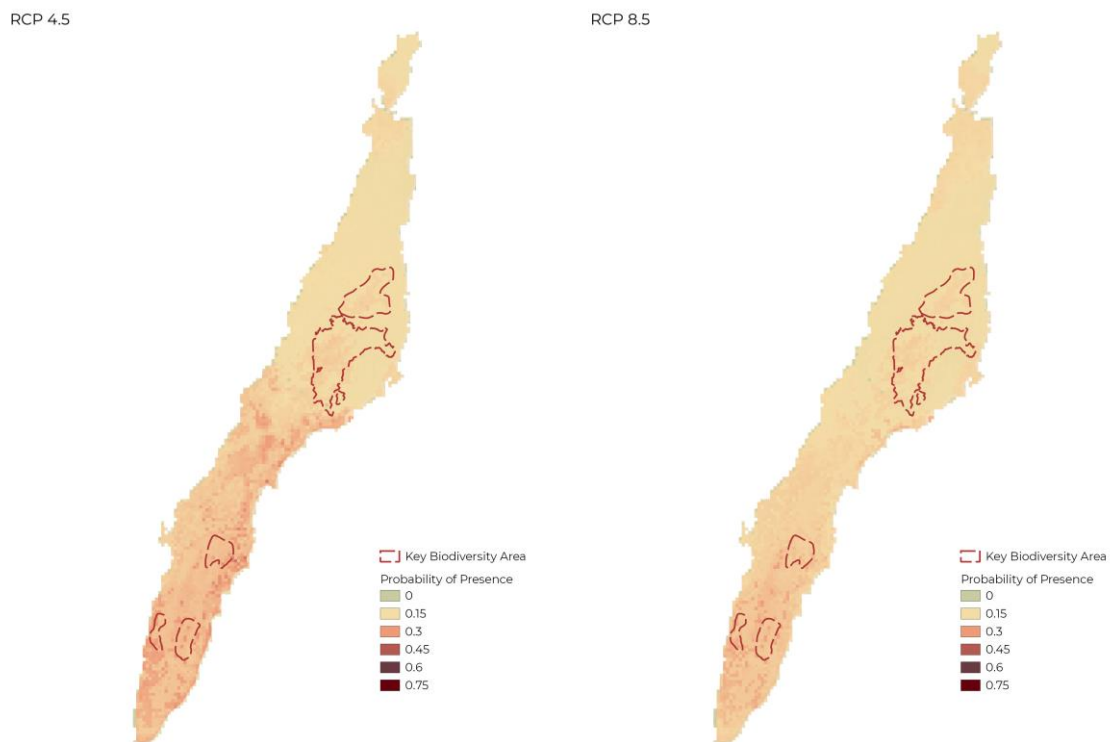 RCP 4.5
RCP 8.5
Key Biodiversity Area
Probability of Presence
0
0.15
0.3
0.45
0.6
0.75
Key Biodiversity Area
Probability of Presence
0
0.15
0.3
0.45
0.6
0.75